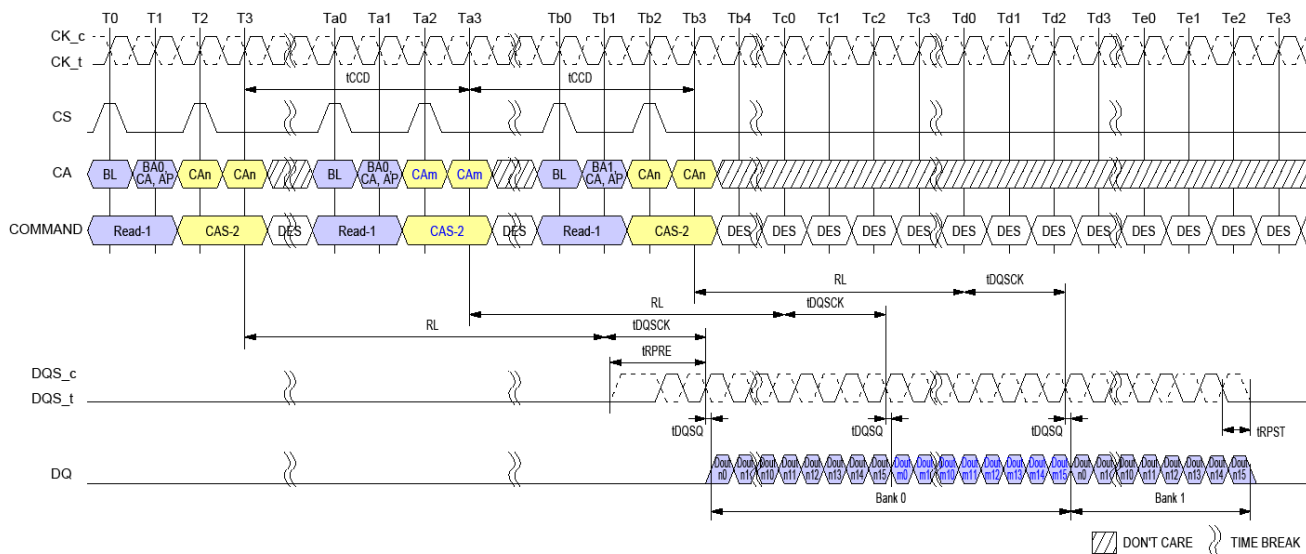 T0 T1 T2 T3 Ta0 Ta1 Ta2 Ta3 Tb0 Tb1 Tb2 Tb3 Tb4 Tc0 Tc1 Tc2 Tc3 Td0 Td1 Td2 Td3 Te0 Te1 Te2 Te3
CK_c
CK_t
tCCD tCCD
CS
CA BL BA0, CA, AP CAn CAn BL BA0, CA, AP CAm CAm BL BA1, CA, AP CAn CAn
COMMAND Read-1 CAS-2 DES Read-1 CAS-2 DES Read-1 CAS-2 DES DES DES DES DES DES DES DES DES DES DES DES DES
RL tDQSCK
RL tDQSCK
RL tDQSCK
tRPRE
DQS_c
DQS_t
tDQSQ tDQSQ tDQSQ tRPST
DQ Dout n0 Dout n1 Dout n10 Dout n11 Dout n12 Dout n13 Dout n14 Dout n15 Dout m0 Dout m1 Dout m10 Dout m11 Dout m12 Dout m13 Dout m14 Dout m15 Dout n0 Dout n1 Dout n10 Dout n11 Dout n12 Dout n13 Dout n14 Dout n15
Bank 0 Bank 1
DON'T CARE TIME BREAK